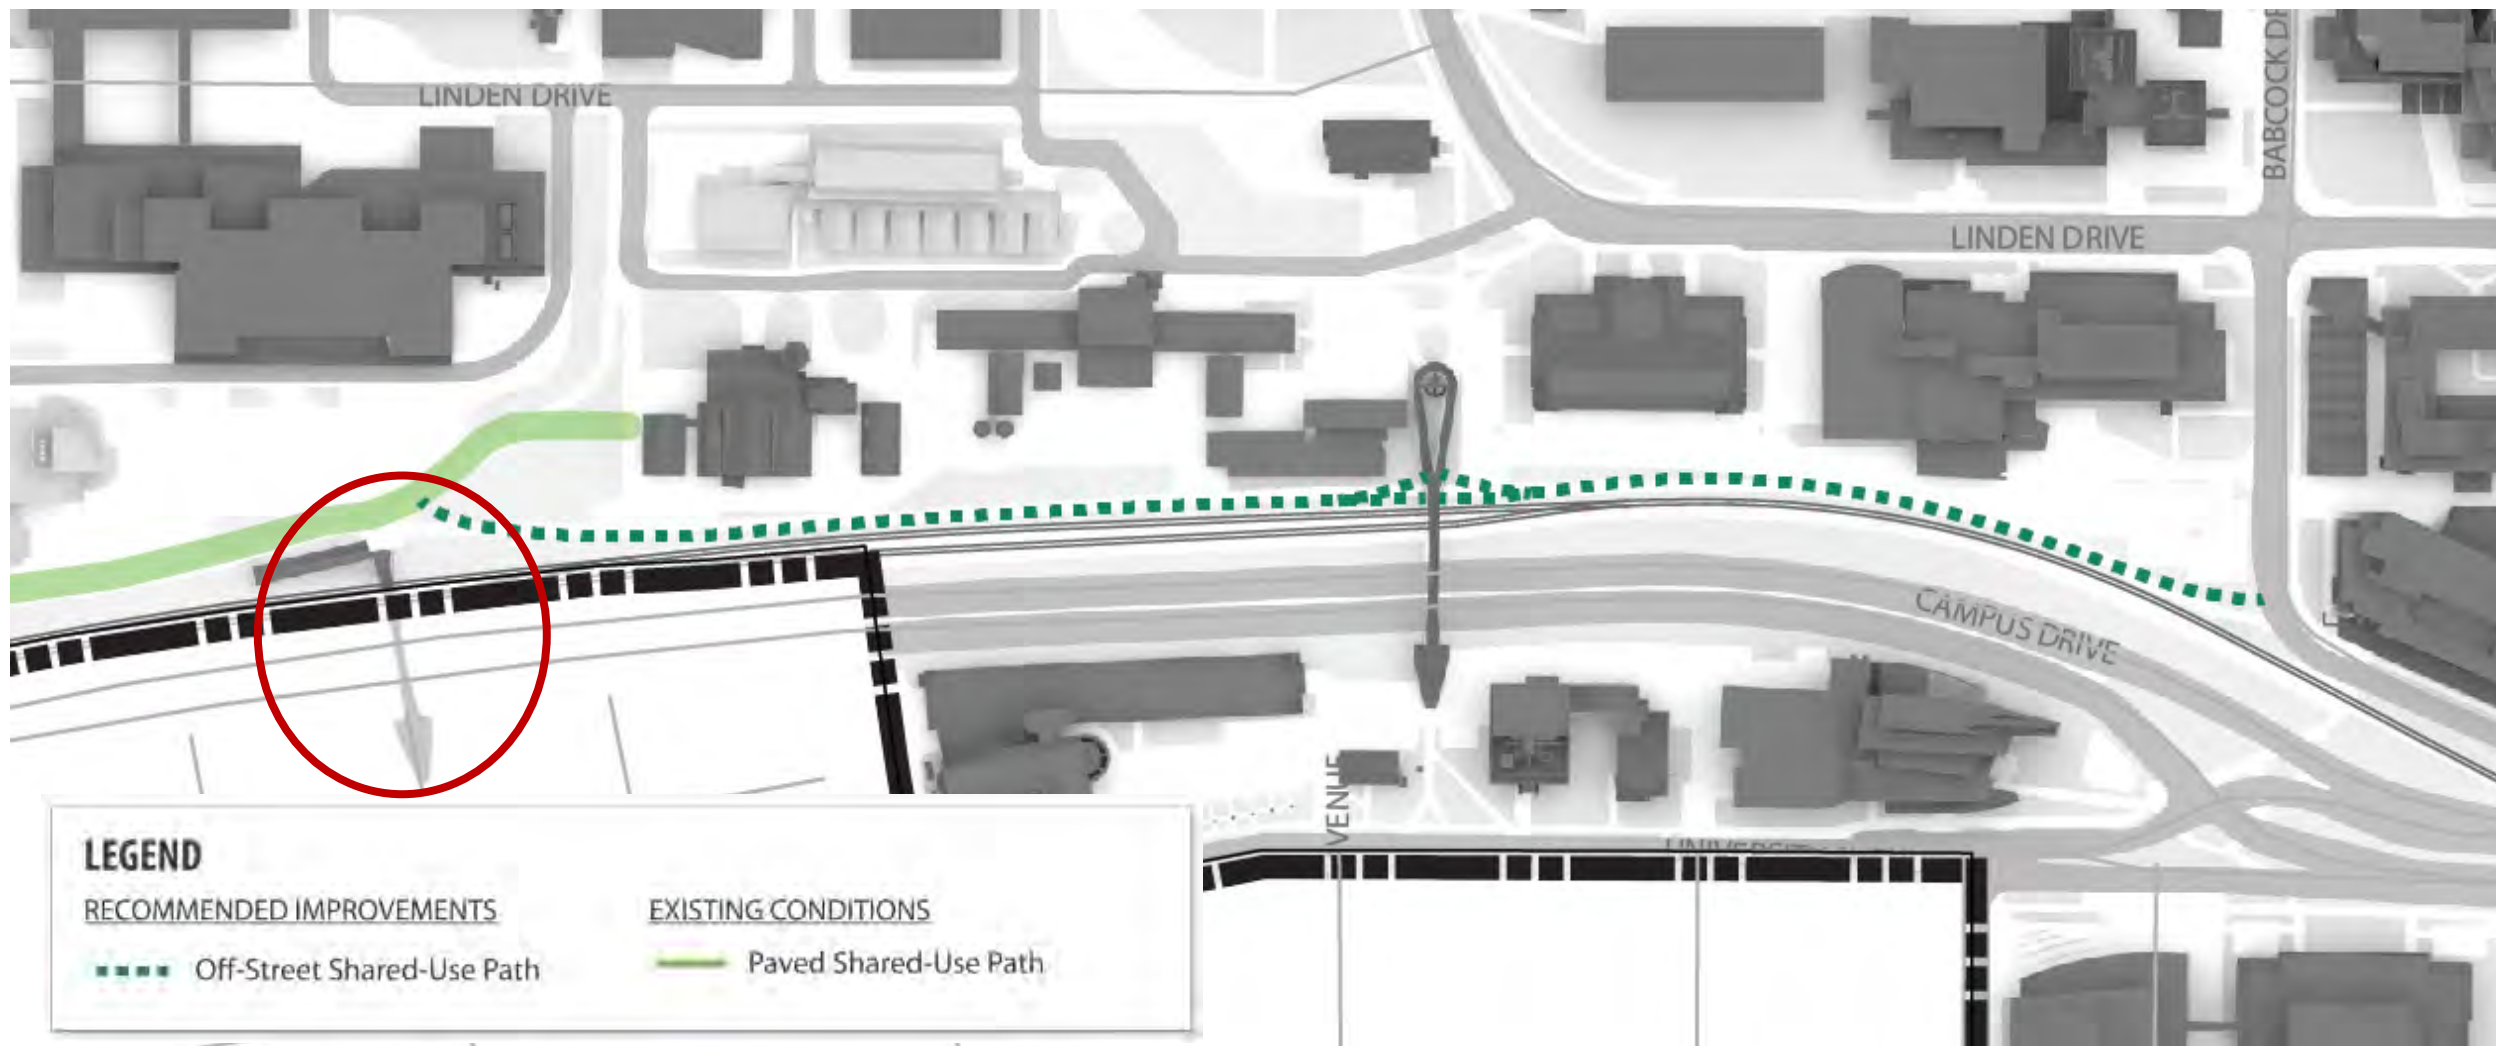 LINDEN DRIVE
BABCOCK DR
LINDEN DRIVE
CAMPUS DRIVE
VENUE
LEGEND
RECOMMENDED IMPROVEMENTS
Off-Street Shared-Use Path
EXISTING CONDITIONS
Paved Shared-Use Path